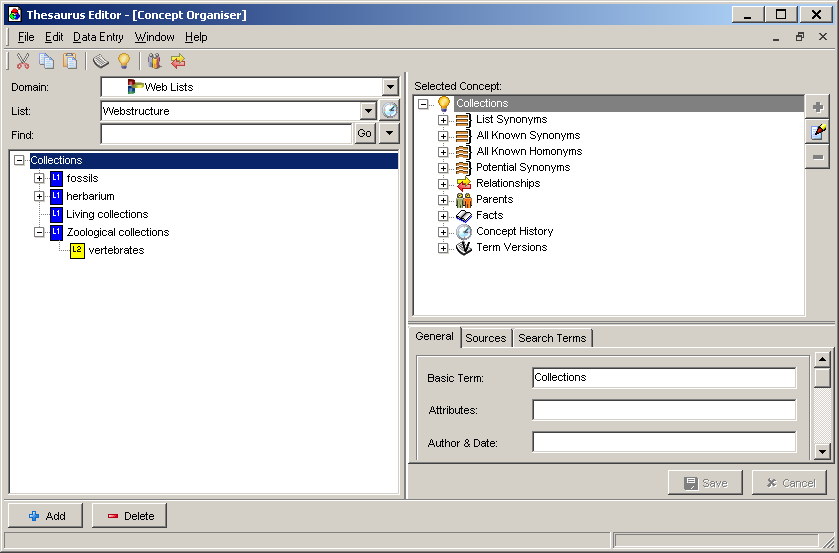 Thesaurus Editor - [Concept Organiser]
File Edit Data Entry Window Help
Domain: Web Lists
List: Webstructure
Find: Go
Collections
L1 fossils
L1 herbarium
L1 Living collections
L1 Zoological collections
L2 vertebrates
Add Delete
Selected Concept:
Collections
List Synonyms
All Known Synonyms
All Known Homonyms
Potential Synonyms
Relationships
Parents
Facts
Concept History
Term Versions
General Sources Search Terms
Basic Term: Collections
Attributes:
Author & Date:
Save Cancel